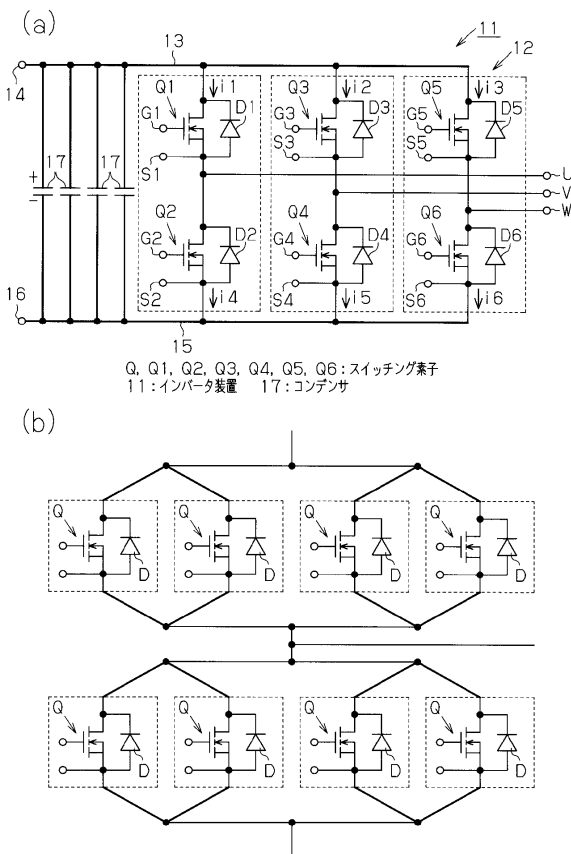 (a)
13
11
12
14
Q1 i1 Q3 i2 Q5 i3
G1 D1 G3 D3 G5 D5
S1 S3 S5
17 17
+
-
U
V
W
Q2 Q4 Q6
G2 D2 G4 D4 G6 D6
S2 i4 S4 i5 S6 i6
16
15
Q, Q1, Q2, Q3, Q4, Q5, Q6:スイッチング素子
11:インバータ装置 17:コンデンサ
(b)
Q Q Q Q
D D D D
Q Q Q Q
D D D D